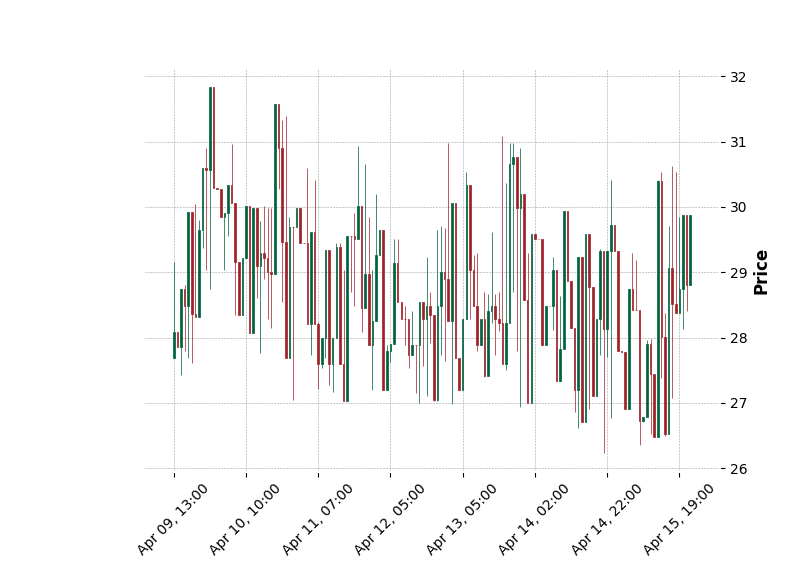 32
31
30
29
28
27
26
Price
Apr 09, 13:00
Apr 10, 10:00
Apr 11, 07:00
Apr 12, 05:00
Apr 13, 05:00
Apr 14, 02:00
Apr 14, 22:00
Apr 15, 19:00